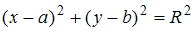 (x − a)² + (y − b)² = R²